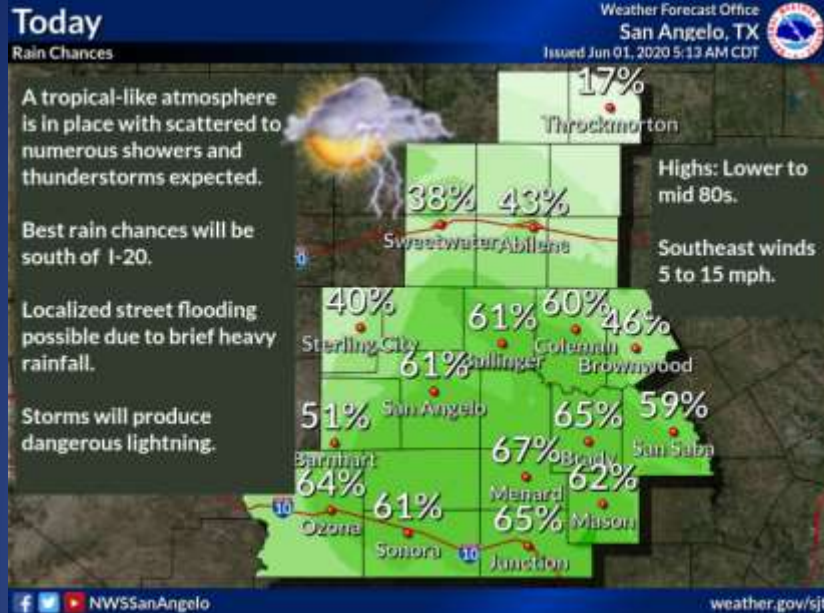 Today
Rain Chances
Weather Forecast Office
San Angelo, TX
Issued Jun 01, 2020 5:13 AM CDT
A tropical-like atmosphere
is in place with scattered to
numerous showers and
thunderstorms expected.
Best rain chances will be
south of I-20.
Localized street flooding
possible due to brief heavy
rainfall.
Storms will produce
dangerous lightning.
Highs: Lower to
mid 80s.
Southeast winds
5 to 15 mph.
17%
Throckmorton
38%
Sweetwater
43%
Abilene
40%
Sterling City
61%
Ballinger
60%
Coleman
46%
Brownwood
61%
San Angelo
51%
Barnhart
65%
Brady
59%
San Saba
67%
Menard
62%
Mason
64%
Ozona
61%
Sonora
65%
Junction
10
10
NWSSanAngelo
weather.gov/sjt